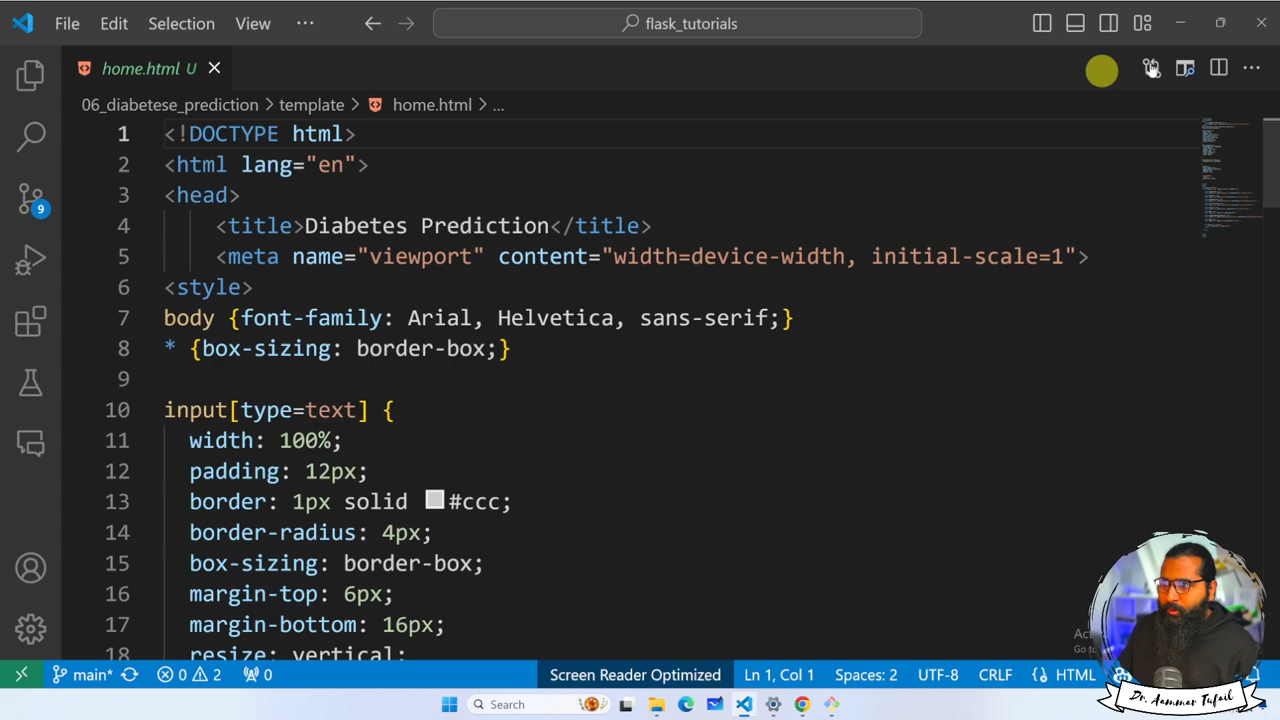 File Edit Selection View ··· flask_tutorials
home.html U
06_diabetese_prediction > template > home.html > ...
1 <!DOCTYPE html>
2 <html lang="en">
3 <head>
4 <title>Diabetes Prediction</title>
5 <meta name="viewport" content="width=device-width, initial-scale=1">
6 <style>
7 body {font-family: Arial, Helvetica, sans-serif;}
8 * {box-sizing: border-box;}
9
10 input[type=text] {
11 width: 100%;
12 padding: 12px;
13 border: 1px solid #ccc;
14 border-radius: 4px;
15 box-sizing: border-box;
16 margin-top: 6px;
17 margin-bottom: 16px;
18 resize: vertical;
9
main* 0 2 0 Screen Reader Optimized Ln 1, Col 1 Spaces: 2 UTF-8 CRLF HTML
Search
Dr. Aammar Tufail